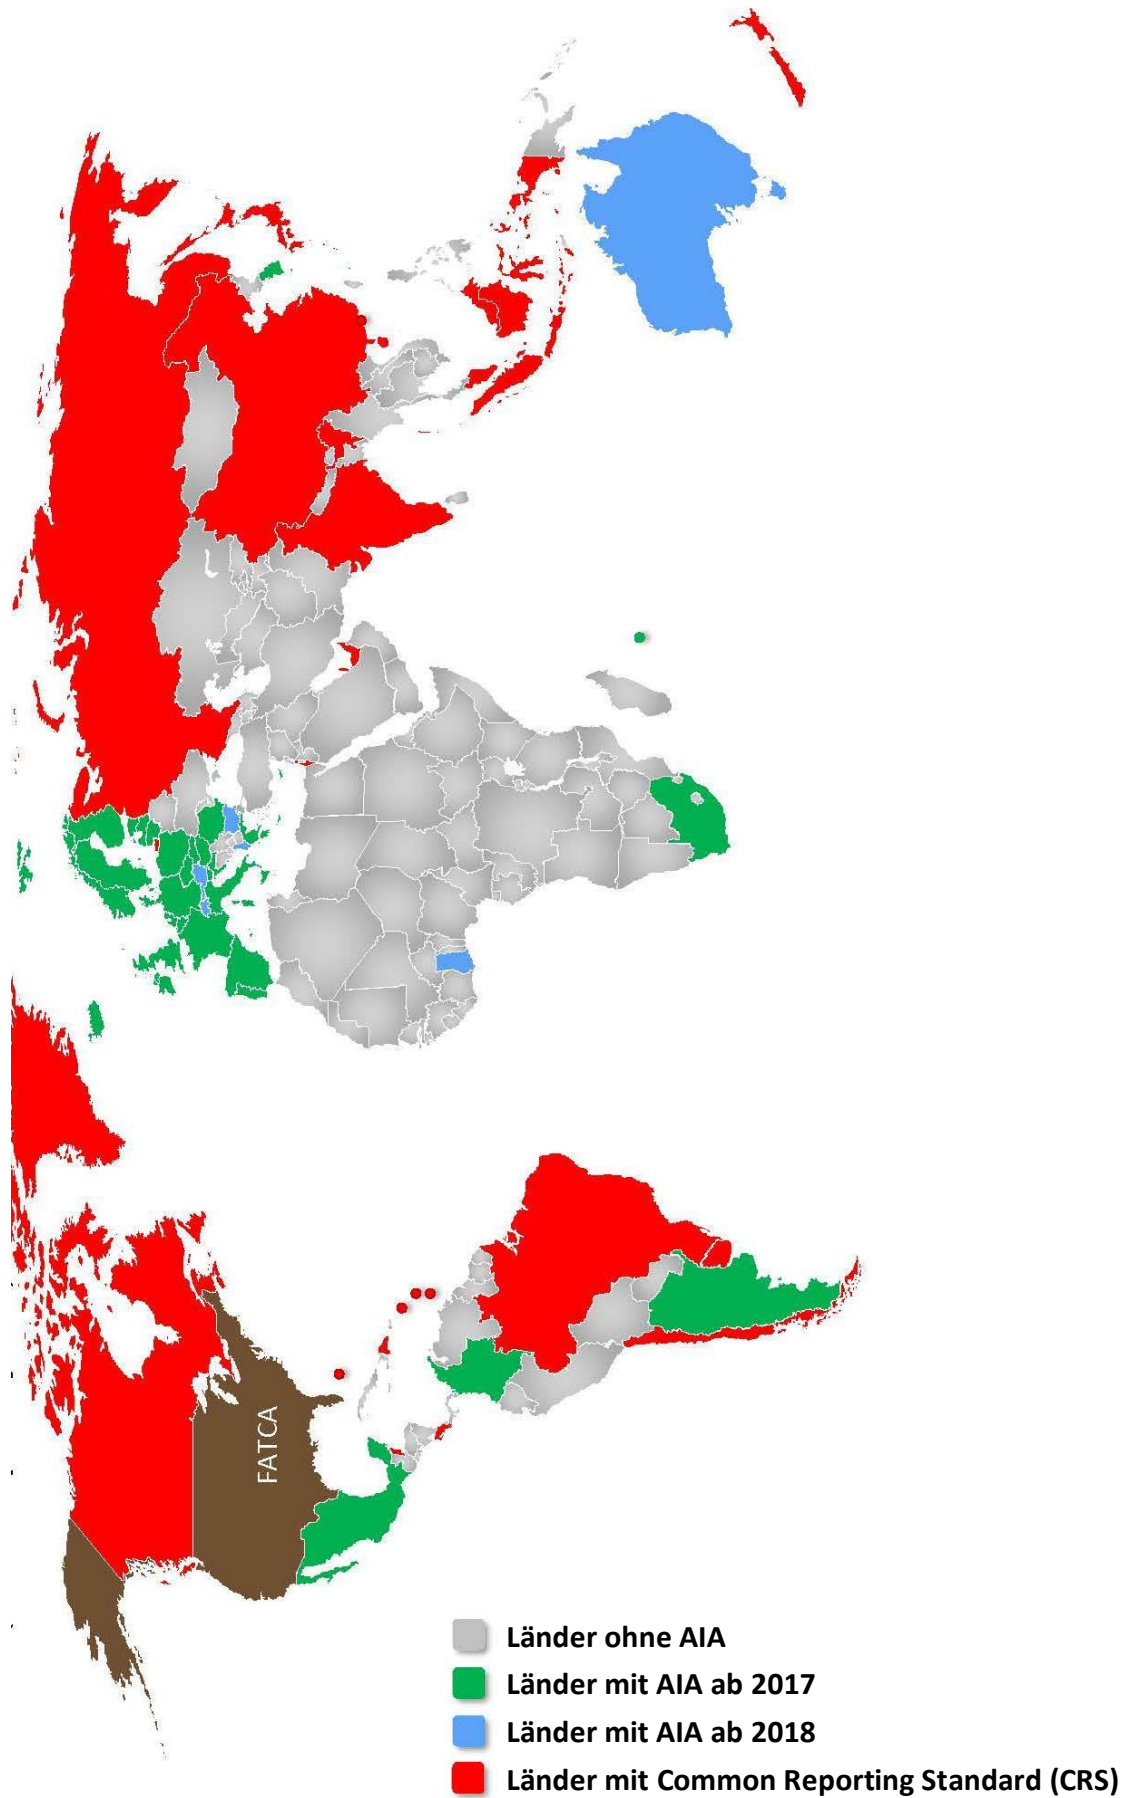 FATCA
Länder ohne AIA
Länder mit AIA ab 2017
Länder mit AIA ab 2018
Länder mit Common Reporting Standard (CRS)